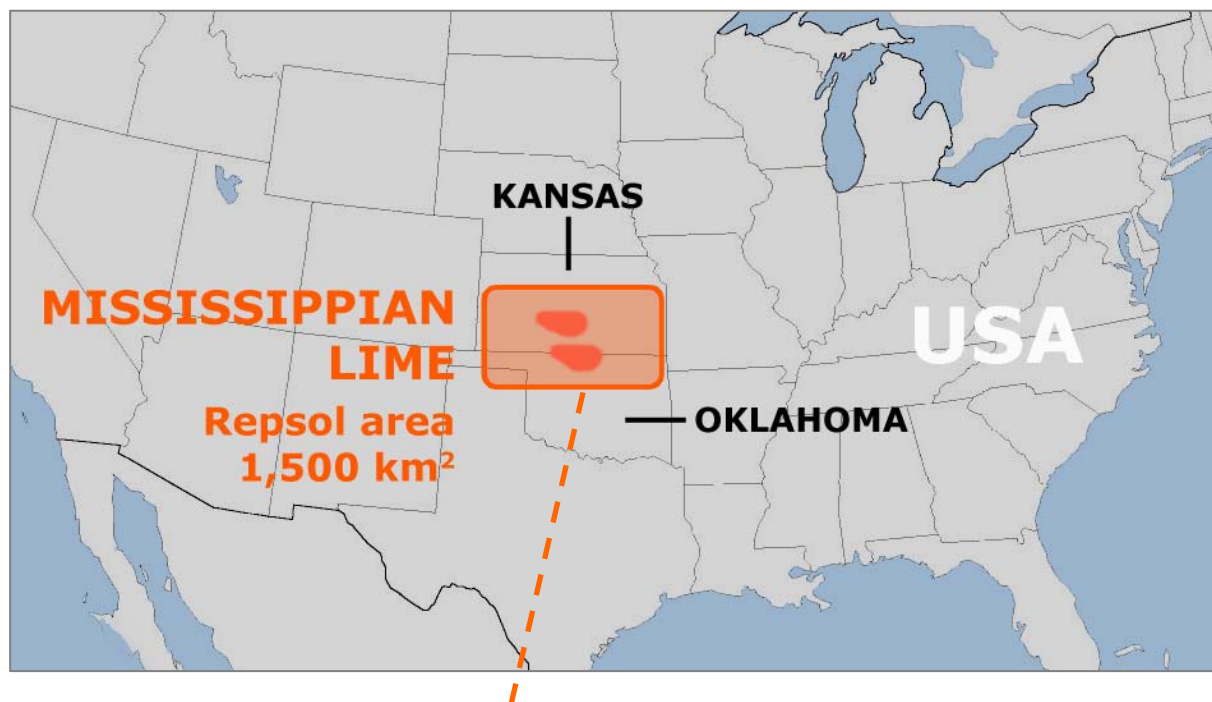 KANSAS
MISSISSIPPIAN
LIME
USA
Repsol area
1,500 km²
OKLAHOMA